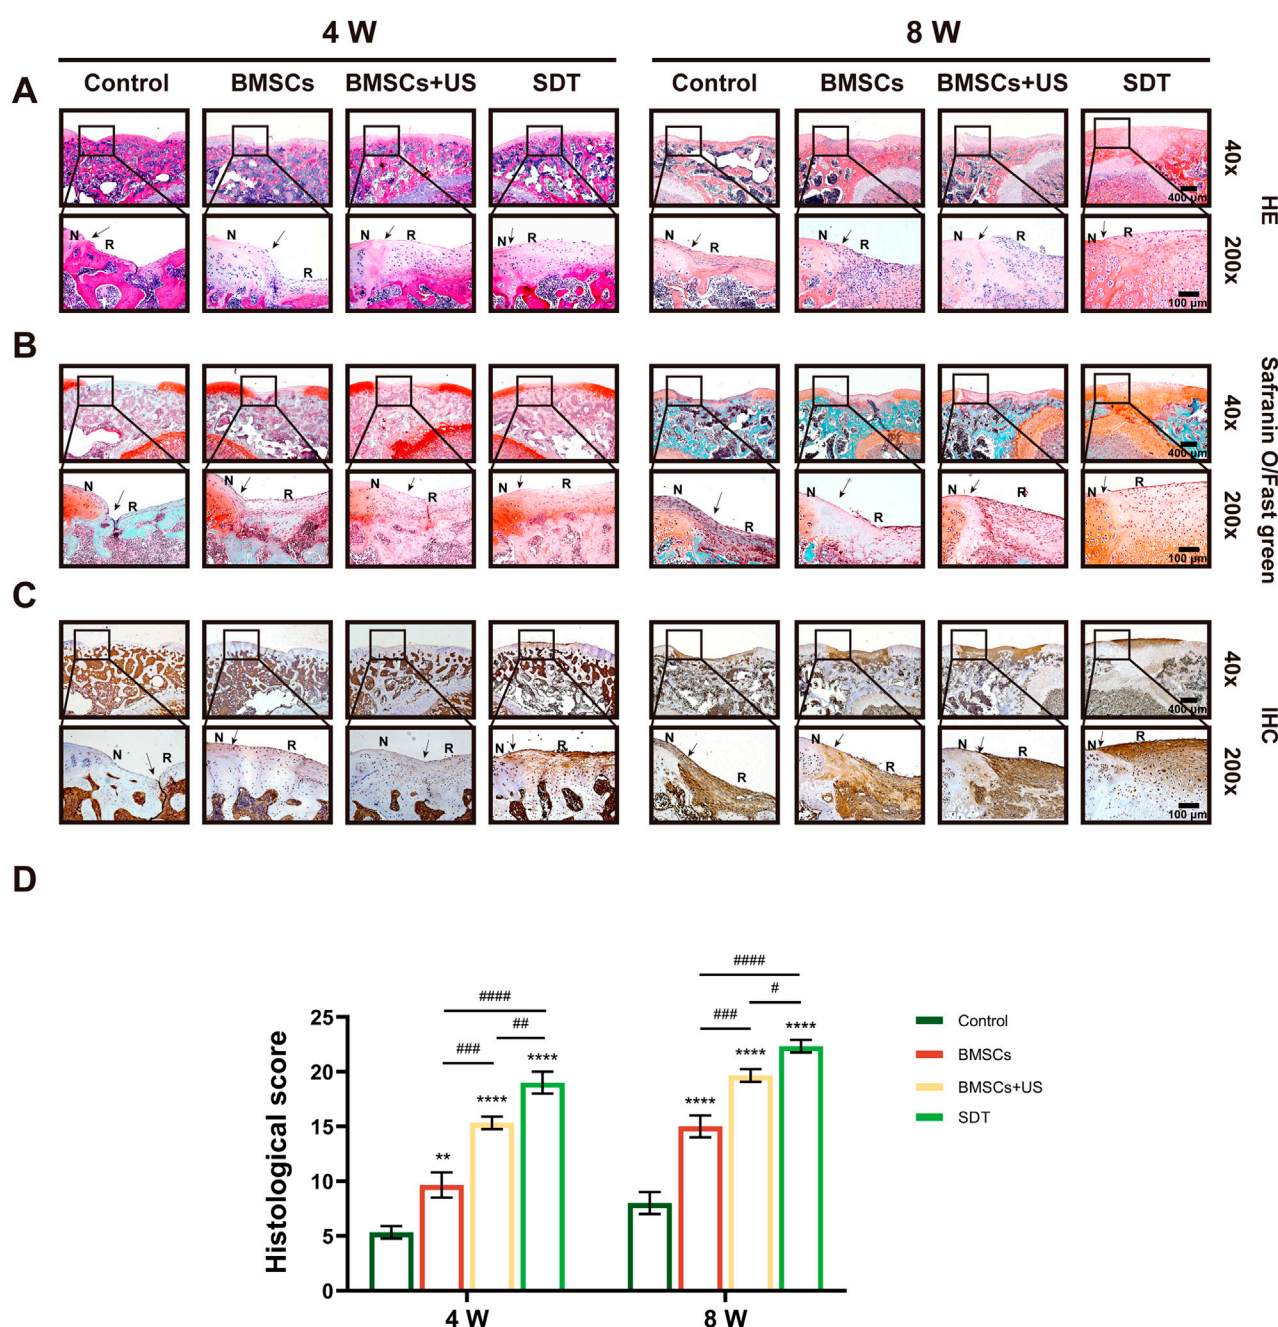 4 W 8 W
Control BMSCs BMSCs+US SDT Control BMSCs BMSCs+US SDT
A
40x
400 μm
HE
N R N R N R N R N R N R N R N R
200x
100 μm
B
40x
400 μm
Safranin O/Fast green
N R N R N R N R N R N R N R N R
200x
100 μm
C
40x
400 μm
IHC
N R N R N R N R N R N R N R N R
200x
100 μm
D
Histological score
25
20
15
10
5
0
#### ####
## #
### ###
** **** **** **** **** ****
4 W 8 W
Control
BMSCs
BMSCs+US
SDT